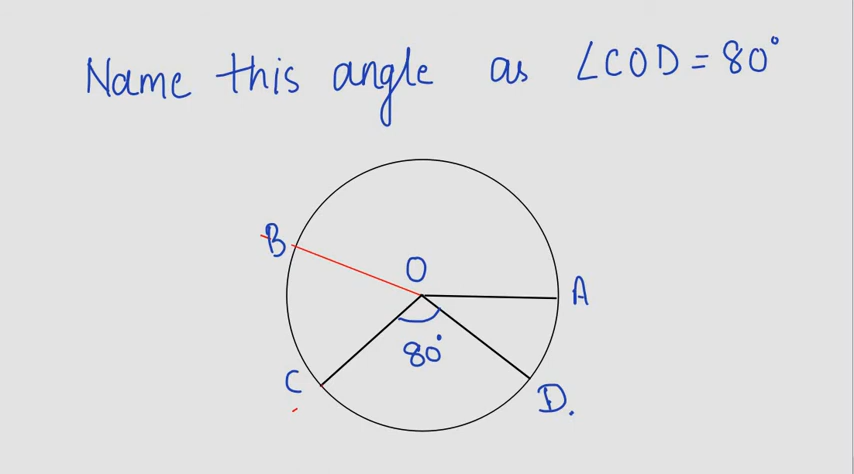 Name this angle as ∠COD = 80°
B
O
A
80°
C
D.